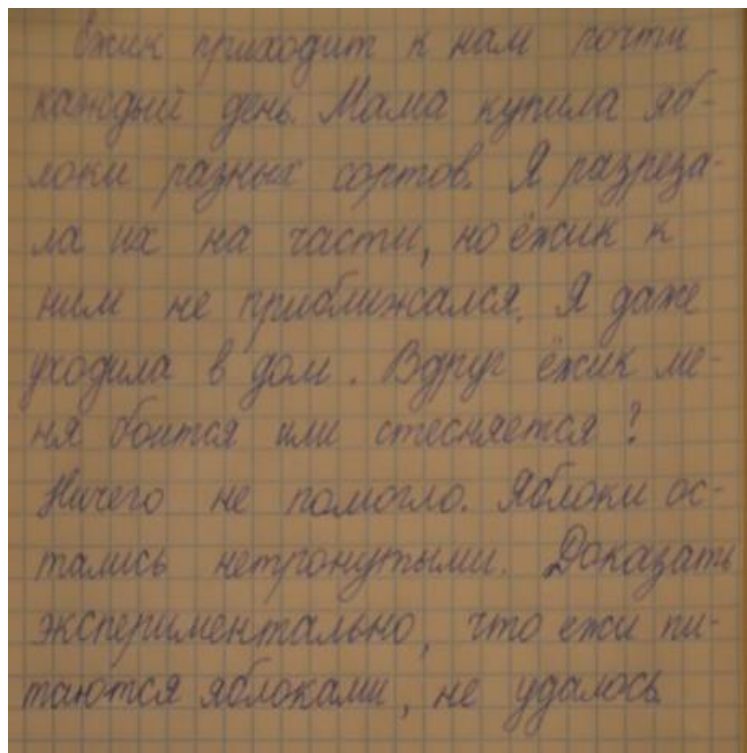 Ёжик приходит к нам почти
каждый день. Мама купила яб-
локи разных сортов. Я разреза-
ла их на части, но ёжик к
ним не приближался. Я даже
уходила в дом. Вдруг ёжик ме-
ня боится или стесняется?
Ничего не помогло. Яблоки ос-
тались нетронутыми. Доказать
экспериментально, что ежи пи-
таются яблоками, не удалось.